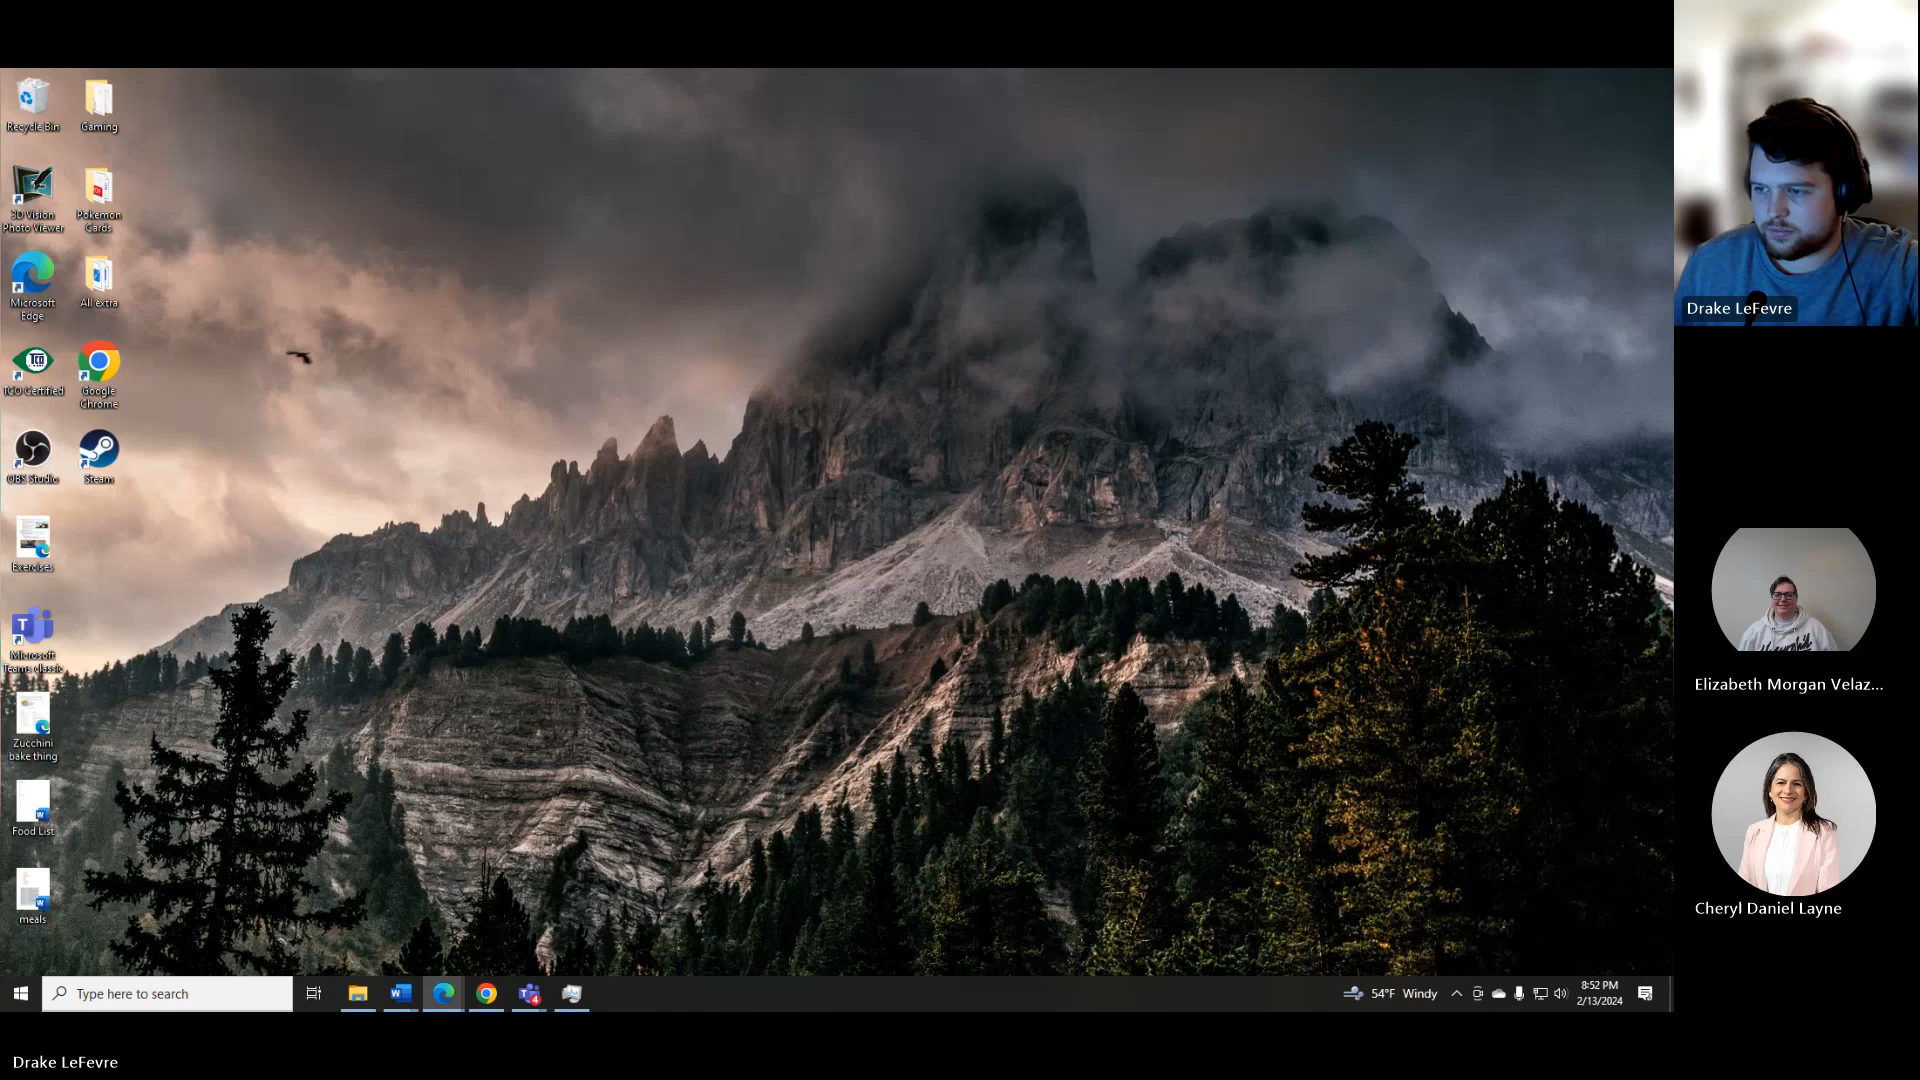 Recycle Bin
Gaming
3D Vision
Photo Viewer
Pokemon
Cards
Microsoft
Edge
All extra
TCO Certified
Google
Chrome
OBS Studio
Steam
Exercises
Microsoft
Teams classic
Zucchini
bake thing
Food List
meals
Type here to search
4
54°F Windy
8:52 PM
2/13/2024
Drake LeFevre
Elizabeth Morgan Velaz...
Cheryl Daniel Layne
Drake LeFevre